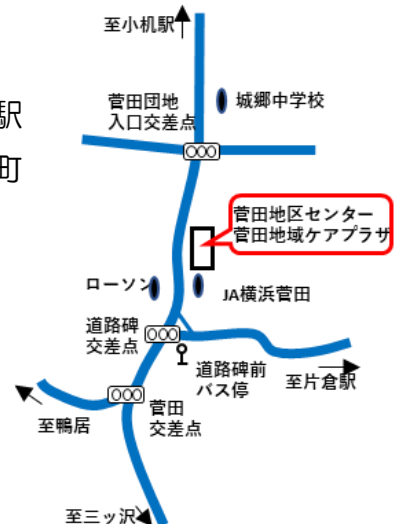 至小机駅
菅田団地
入口交差点
城郷中学校
駅
町
菅田地区センター
菅田地域ケアプラザ
ローソン
JA横浜菅田
道路碑
交差点
道路碑前
バス停
至片倉駅
至鴨居
菅田
交差点
至三ッ沢